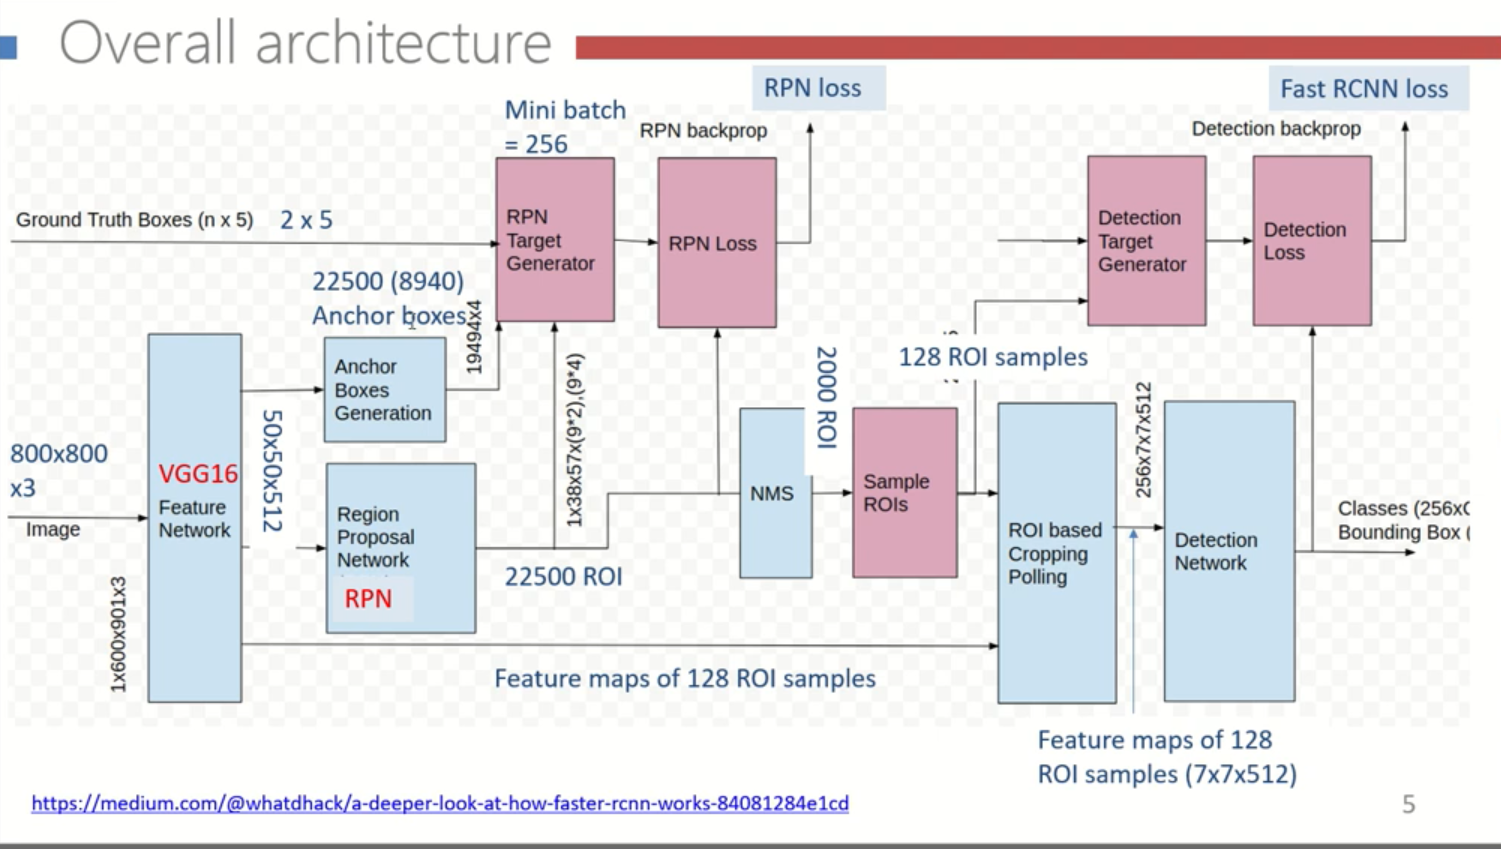 Overall architecture
RPN loss
Fast RCNN loss
Mini batch
= 256
RPN backprop
Detection backprop
Ground Truth Boxes (n x 5)
2 x 5
RPN
Target
Generator
RPN Loss
Detection
Target
Generator
Detection
Loss
22500 (8940)
Anchor boxes
19494x4
Anchor
Boxes
Generation
1x38x57x(9*2),(9*4)
2000 ROI
128 ROI samples
50x50x512
800x800
x3
Image
VGG16
Feature
Network
1x600x901x3
Region
Proposal
Network
RPN
22500 ROI
NMS
Sample
ROIs
ROI based
Cropping
Polling
256x7x7x512
Detection
Network
Classes (256x
Bounding Box (
Feature maps of 128 ROI samples
Feature maps of 128
ROI samples (7x7x512)
https://medium.com/@whatdhack/a-deeper-look-at-how-faster-rcnn-works-84081284e1cd
5